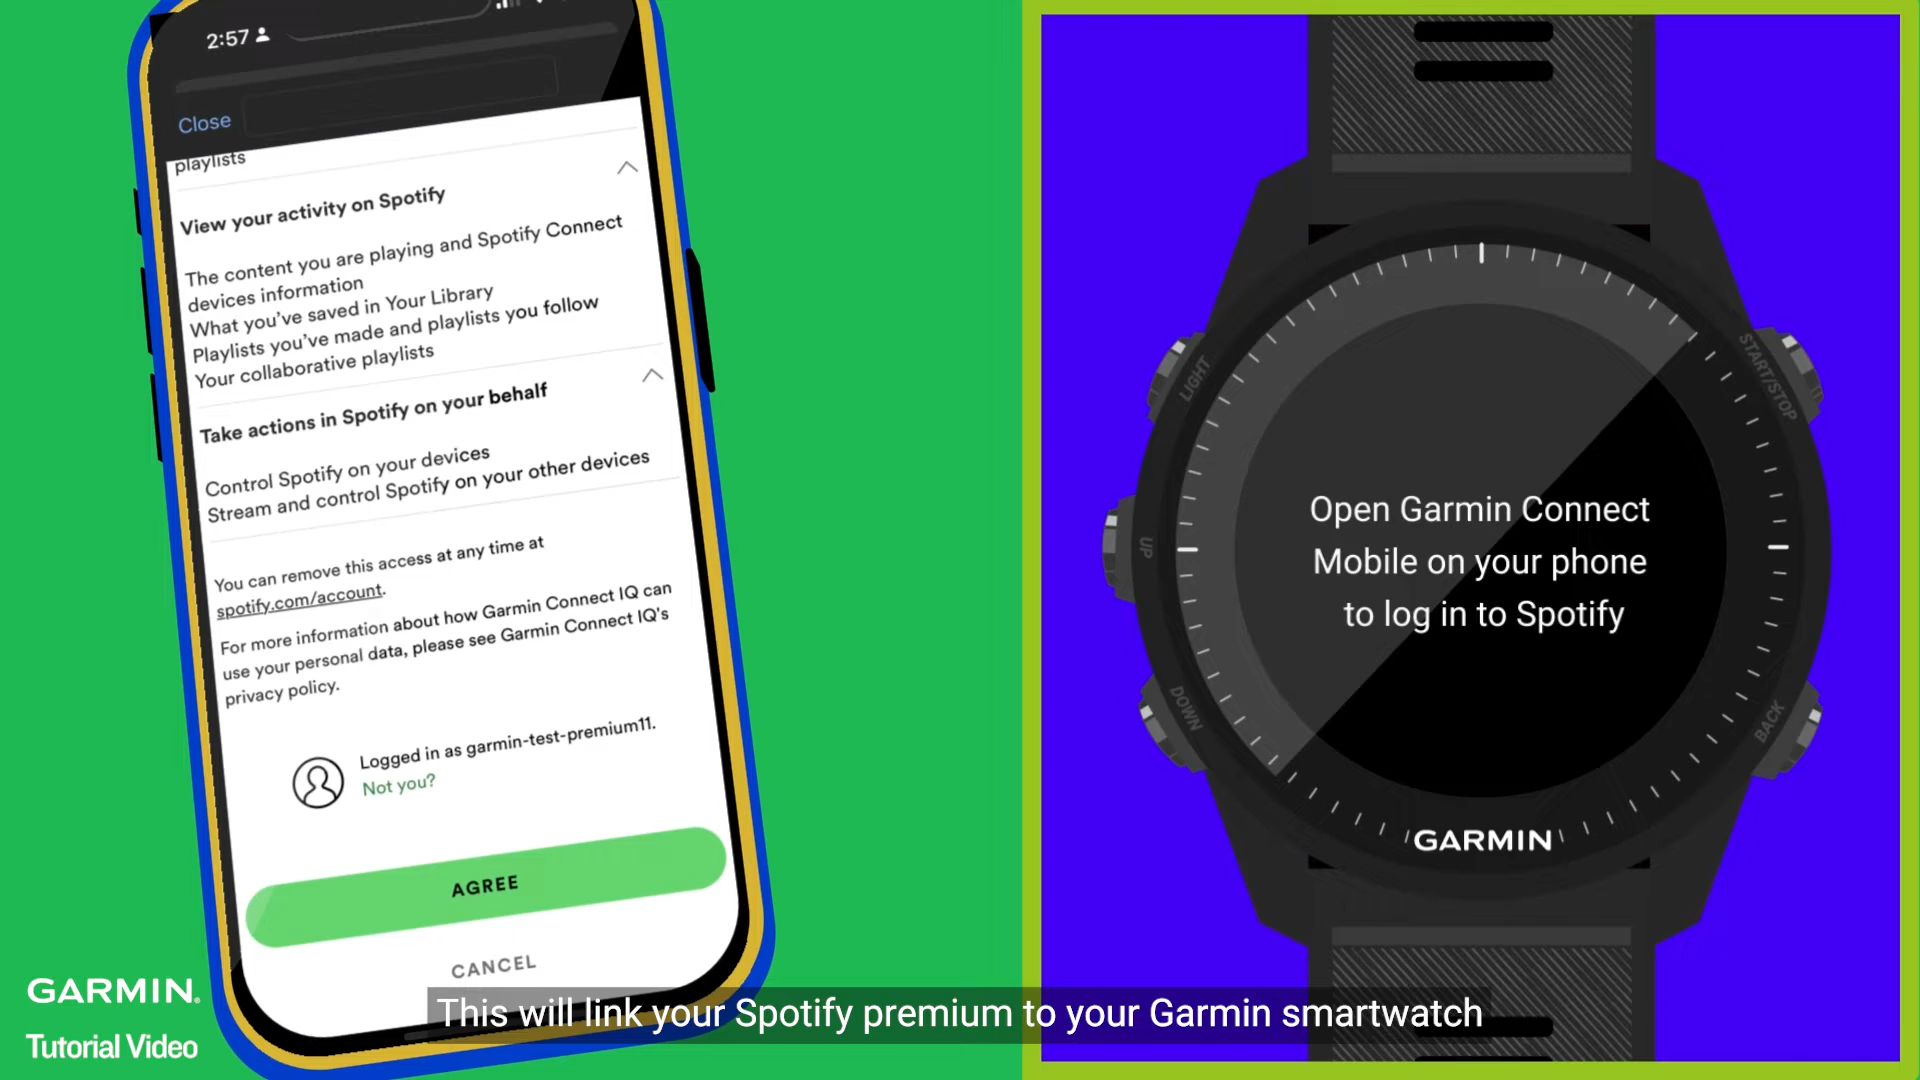 2:57
Close
playlists
View your activity on Spotify
The content you are playing and Spotify Connect
devices information
What you've saved in Your Library
Playlists you've made and playlists you follow
Your collaborative playlists
Take actions in Spotify on your behalf
Control Spotify on your devices
Stream and control Spotify on your other devices
You can remove this access at any time at
spotify.com/account.
For more information about how Garmin Connect IQ can
use your personal data, please see Garmin Connect IQ's
privacy policy.
Logged in as garmin-test-premium11.
Not you?
AGREE
CANCEL
LIGHT
START/STOP
UP
DOWN
BACK
Open Garmin Connect
Mobile on your phone
to log in to Spotify
GARMIN
GARMIN®
Tutorial Video
This will link your Spotify premium to your Garmin smartwatch